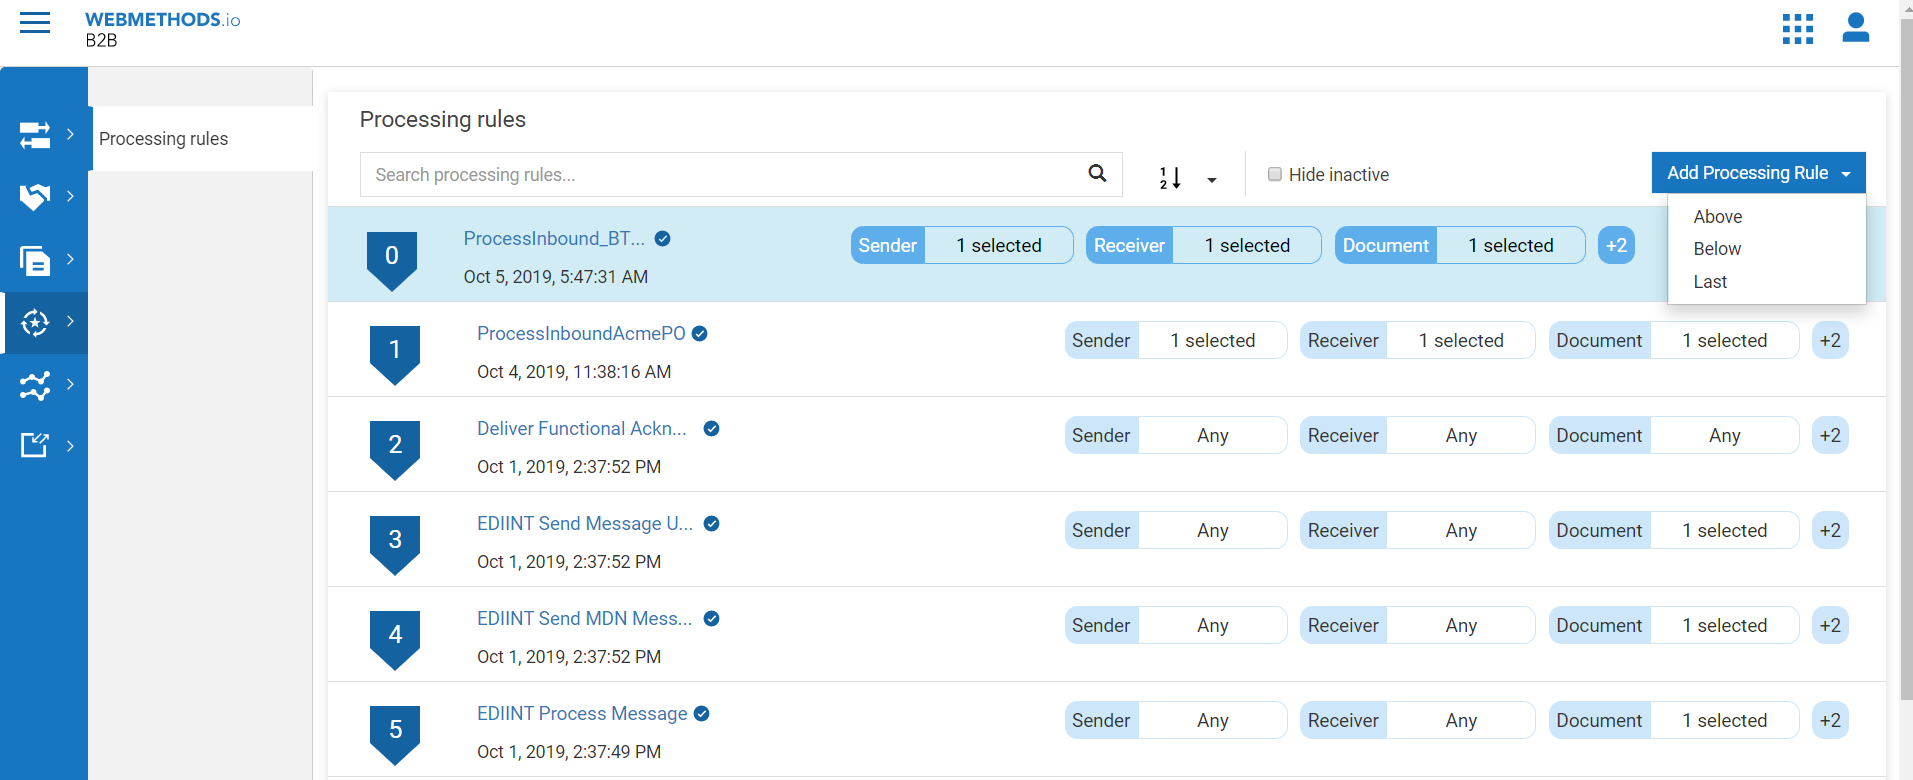 WEBMETHODS.io
B2B
Processing rules
Processing rules
Search processing rules...
1
2
Hide inactive
Add Processing Rule
Above
Below
Last
0
ProcessInbound_BT...
Sender 1 selected Receiver 1 selected Document 1 selected +2
Oct 5, 2019, 5:47:31 AM
1
ProcessInboundAcmePO
Sender 1 selected Receiver 1 selected Document 1 selected +2
Oct 4, 2019, 11:38:16 AM
2
Deliver Functional Ackn...
Sender Any Receiver Any Document Any +2
Oct 1, 2019, 2:37:52 PM
3
EDIINT Send Message U...
Sender Any Receiver Any Document 1 selected +2
Oct 1, 2019, 2:37:52 PM
4
EDIINT Send MDN Mess...
Sender Any Receiver Any Document 1 selected +2
Oct 1, 2019, 2:37:52 PM
5
EDIINT Process Message
Sender Any Receiver Any Document 1 selected +2
Oct 1, 2019, 2:37:49 PM